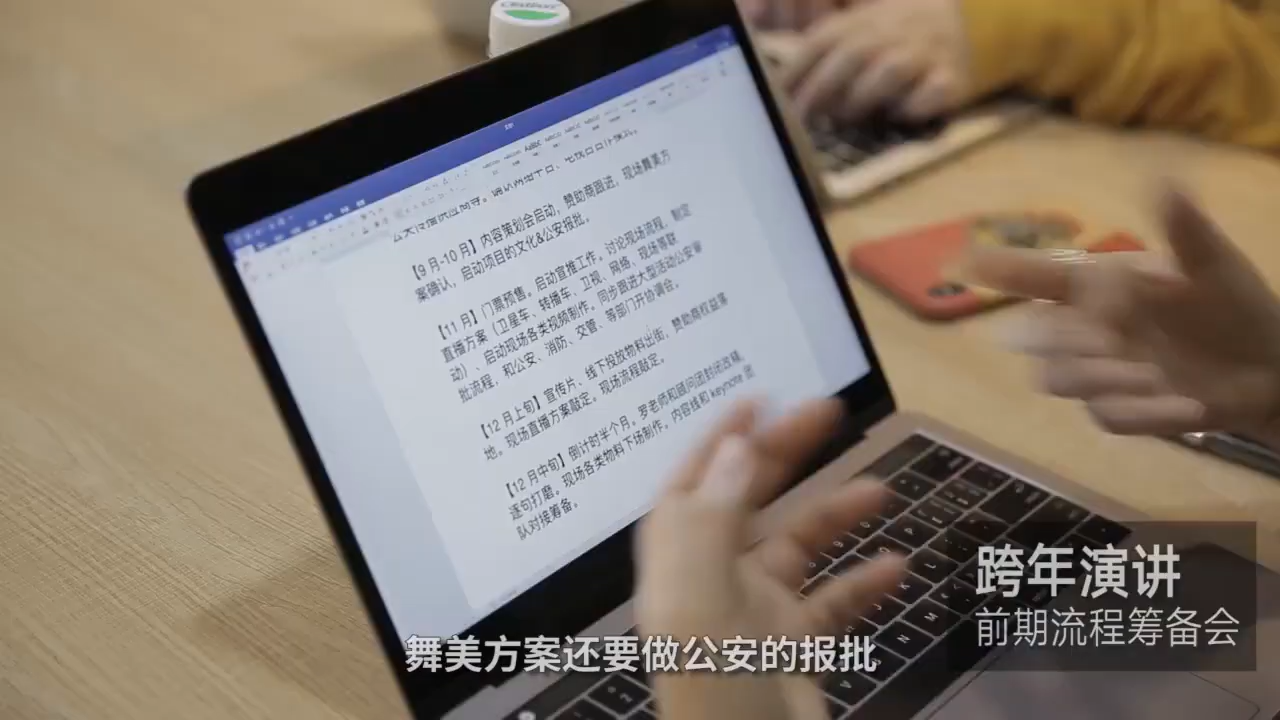 【9月-10月】内容策划会启动，赞助商跟进，现场舞美方
案确认，启动项目的文化&公安报批。
【11月】门票预售。启动宣推工作，讨论现场流程，制定
直播方案（卫星车、转播车、卫视、网络、现场等联
动）、启动现场各类视频制作，同步跟进大型活动公安审
批流程，和公安、消防、交管、等部门开协调会。
【12月上旬】宣传片、线下投放物料出街，赞助商权益落
地。现场直播方案敲定。现场流程敲定。
【12月中旬】倒计时半个月。罗老师和顾问团封闭改稿，
逐句打磨。现场各类物料下场制作。内容线和 keynote 团
队对接筹备。
跨年演讲
前期流程筹备会
舞美方案还要做公安的报批